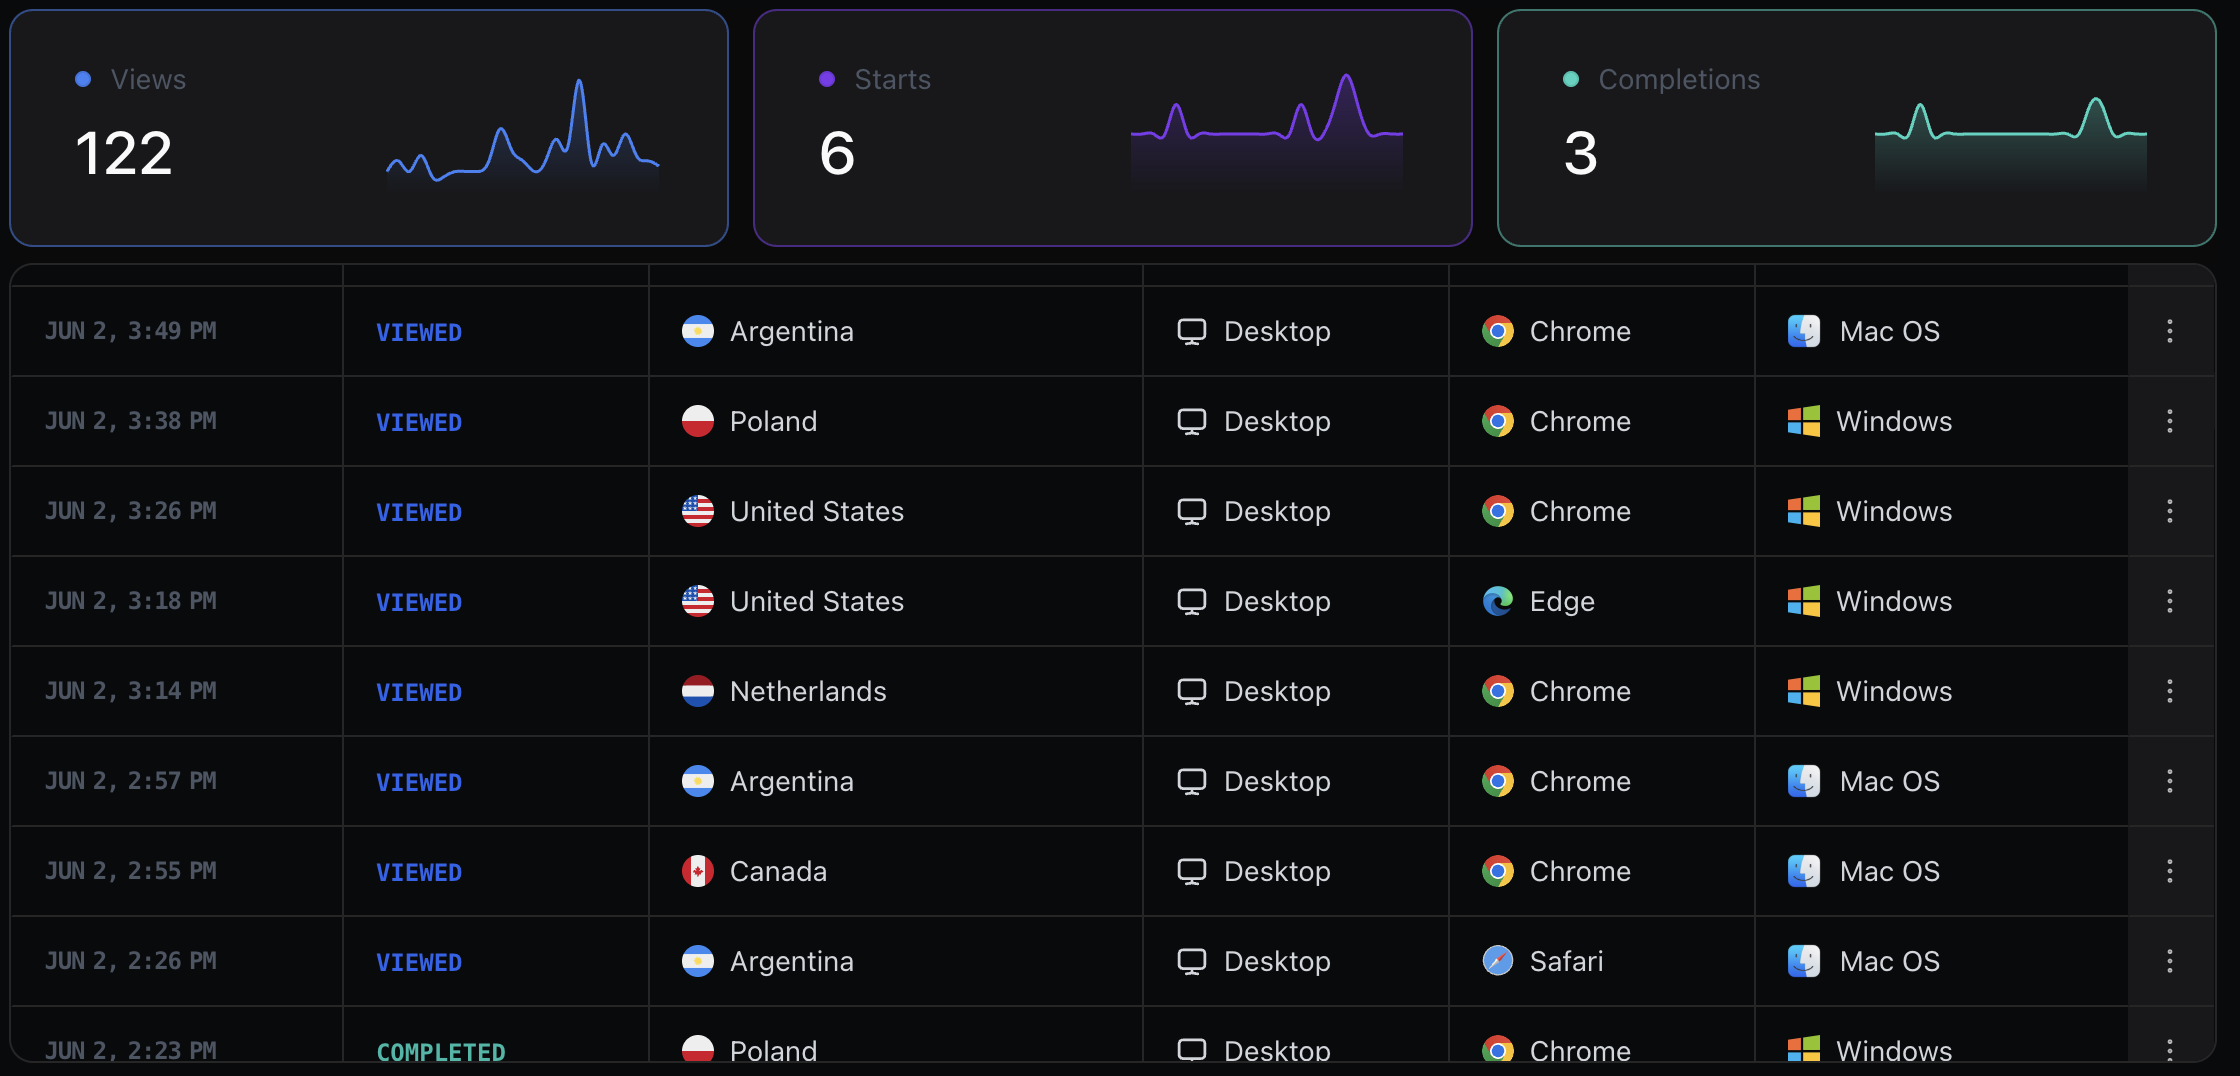 Views
122
Starts
6
Completions
3
JUN 2, 3:49 PM VIEWED Argentina Desktop Chrome Mac OS
JUN 2, 3:38 PM VIEWED Poland Desktop Chrome Windows
JUN 2, 3:26 PM VIEWED United States Desktop Chrome Windows
JUN 2, 3:18 PM VIEWED United States Desktop Edge Windows
JUN 2, 3:14 PM VIEWED Netherlands Desktop Chrome Windows
JUN 2, 2:57 PM VIEWED Argentina Desktop Chrome Mac OS
JUN 2, 2:55 PM VIEWED Canada Desktop Chrome Mac OS
JUN 2, 2:26 PM VIEWED Argentina Desktop Safari Mac OS
JUN 2, 2:23 PM COMPLETED Poland Desktop Chrome Windows